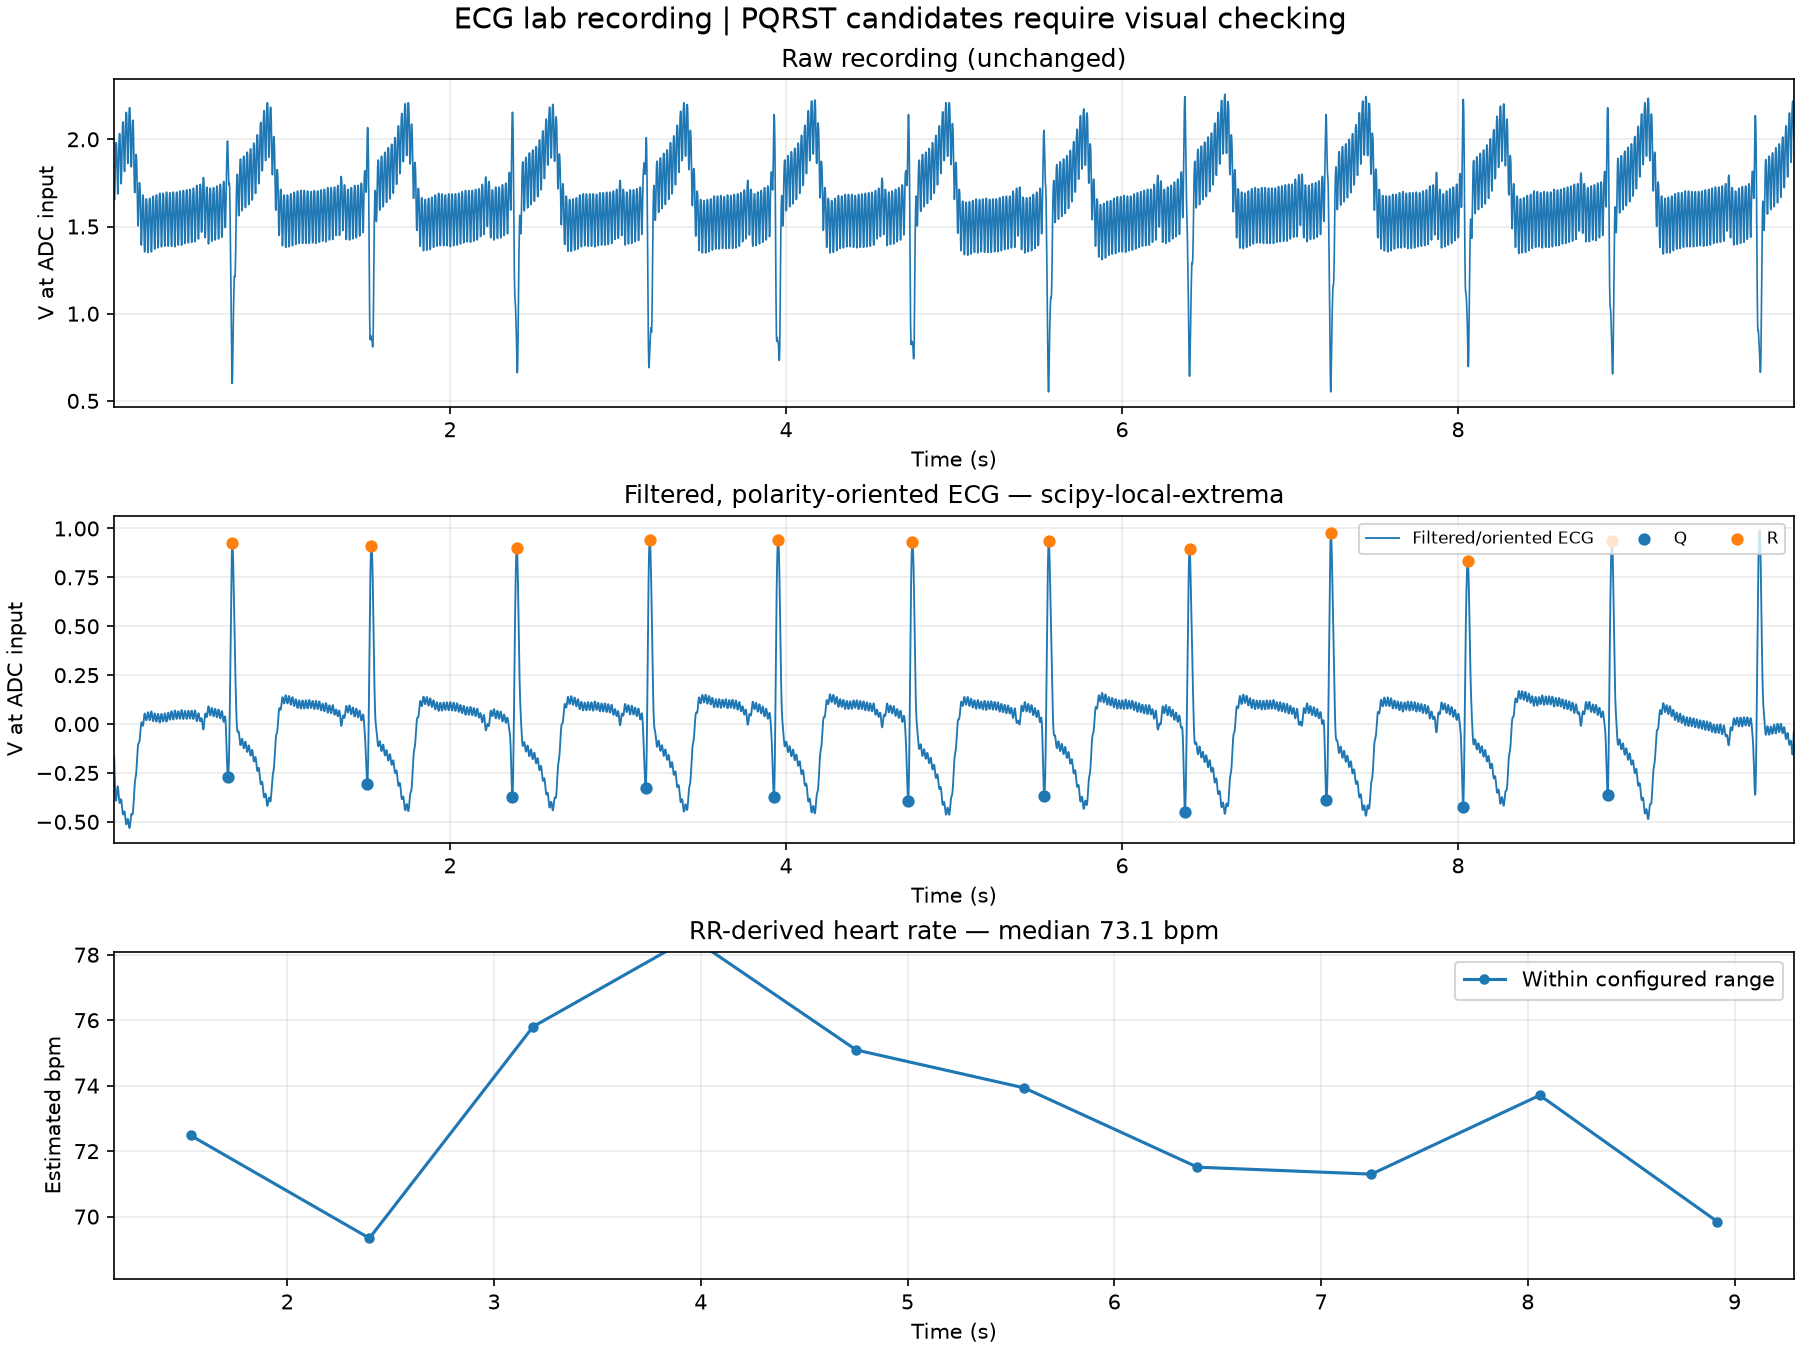 ECG lab recording | PQRST candidates require visual checking
Raw recording (unchanged)
V at ADC input
2.0
1.5
1.0
0.5
2
4
6
8
Time (s)
Filtered, polarity-oriented ECG — scipy-local-extrema
V at ADC input
1.00
0.75
0.50
0.25
0.00
−0.25
−0.50
Filtered/oriented ECG
Q
R
2
4
6
8
Time (s)
RR-derived heart rate — median 73.1 bpm
Estimated bpm
78
76
74
72
70
Within configured range
2
3
4
5
6
7
8
9
Time (s)